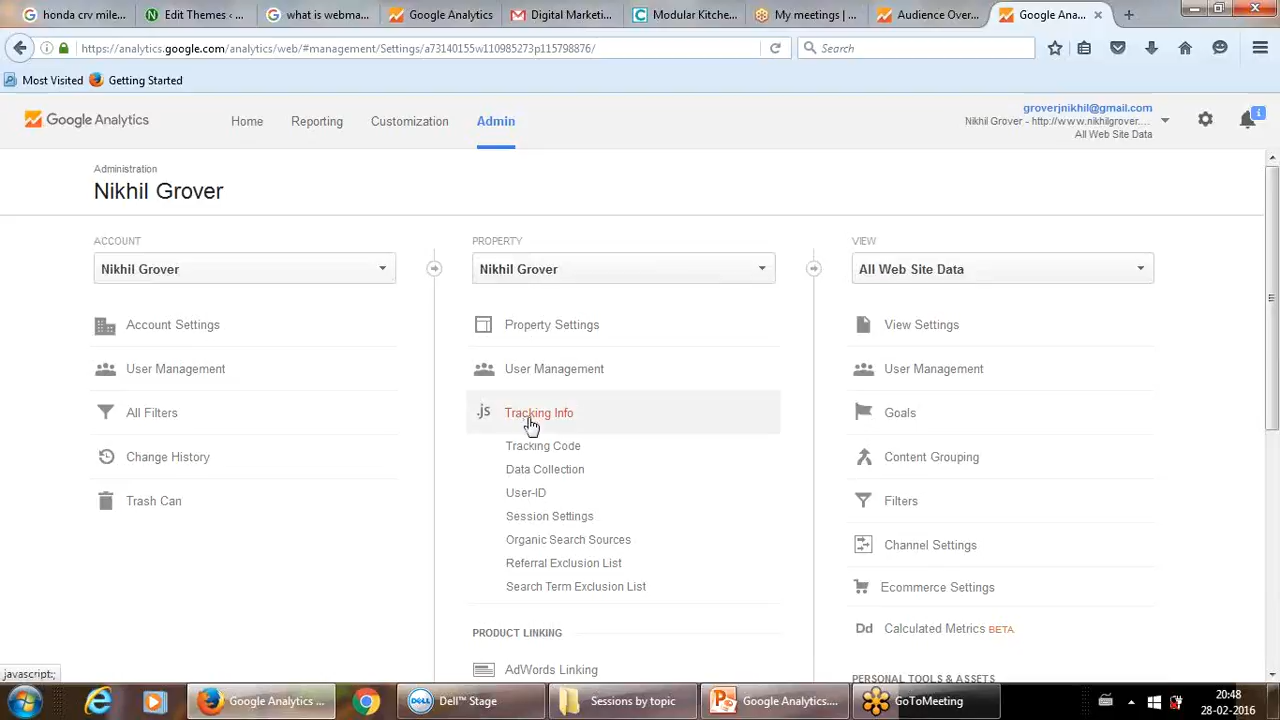 honda crv mile...
Edit Themes ‹ ...
what is webma...
Google Analytics
Digital Marketi...
Modular Kitche...
My meetings | ...
Audience Over...
Google Ana...
https://analytics.google.com/analytics/web/#management/Settings/a73140155w110985273p115798876/
Search
Most Visited
Getting Started
Google Analytics
Home
Reporting
Customization
Admin
groverjnikhil@gmail.com
Nikhil Grover - http://www.nikhilgrover....
All Web Site Data
Administration
Nikhil Grover
ACCOUNT
Nikhil Grover
Account Settings
User Management
All Filters
Change History
Trash Can
PROPERTY
Nikhil Grover
Property Settings
User Management
.js Tracking Info
Tracking Code
Data Collection
User-ID
Session Settings
Organic Search Sources
Referral Exclusion List
Search Term Exclusion List
PRODUCT LINKING
AdWords Linking
VIEW
All Web Site Data
View Settings
User Management
Goals
Content Grouping
Filters
Channel Settings
Ecommerce Settings
Dd Calculated Metrics BETA
PERSONAL TOOLS & ASSETS
javascript:;
Google Analytics ...
DELL
Stage
Sessions by topic
Google Analytics....
GoToMeeting
20:48
28-02-2016